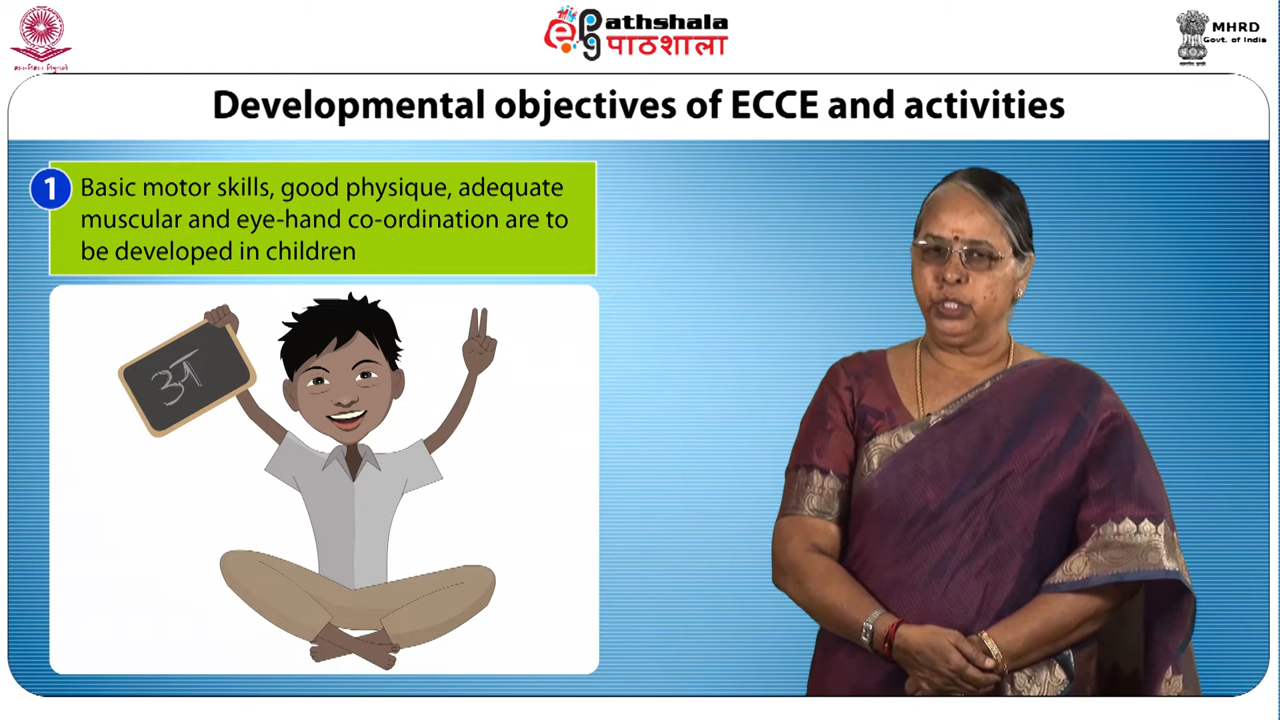 ePathshala
पाठशाला
MHRD
Govt. of India
Developmental objectives of ECCE and activities
1
Basic motor skills, good physique, adequate
muscular and eye-hand co-ordination are to
be developed in children
अ